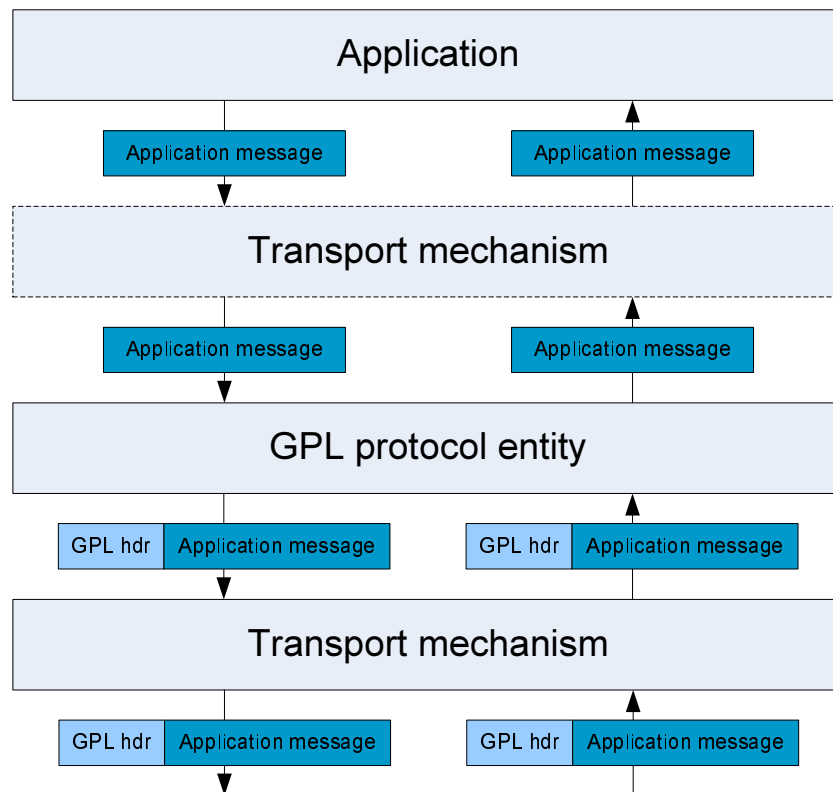 Application
Application message Application message
Transport mechanism
Application message Application message
GPL protocol entity
GPL hdr Application message GPL hdr Application message
Transport mechanism
GPL hdr Application message GPL hdr Application message